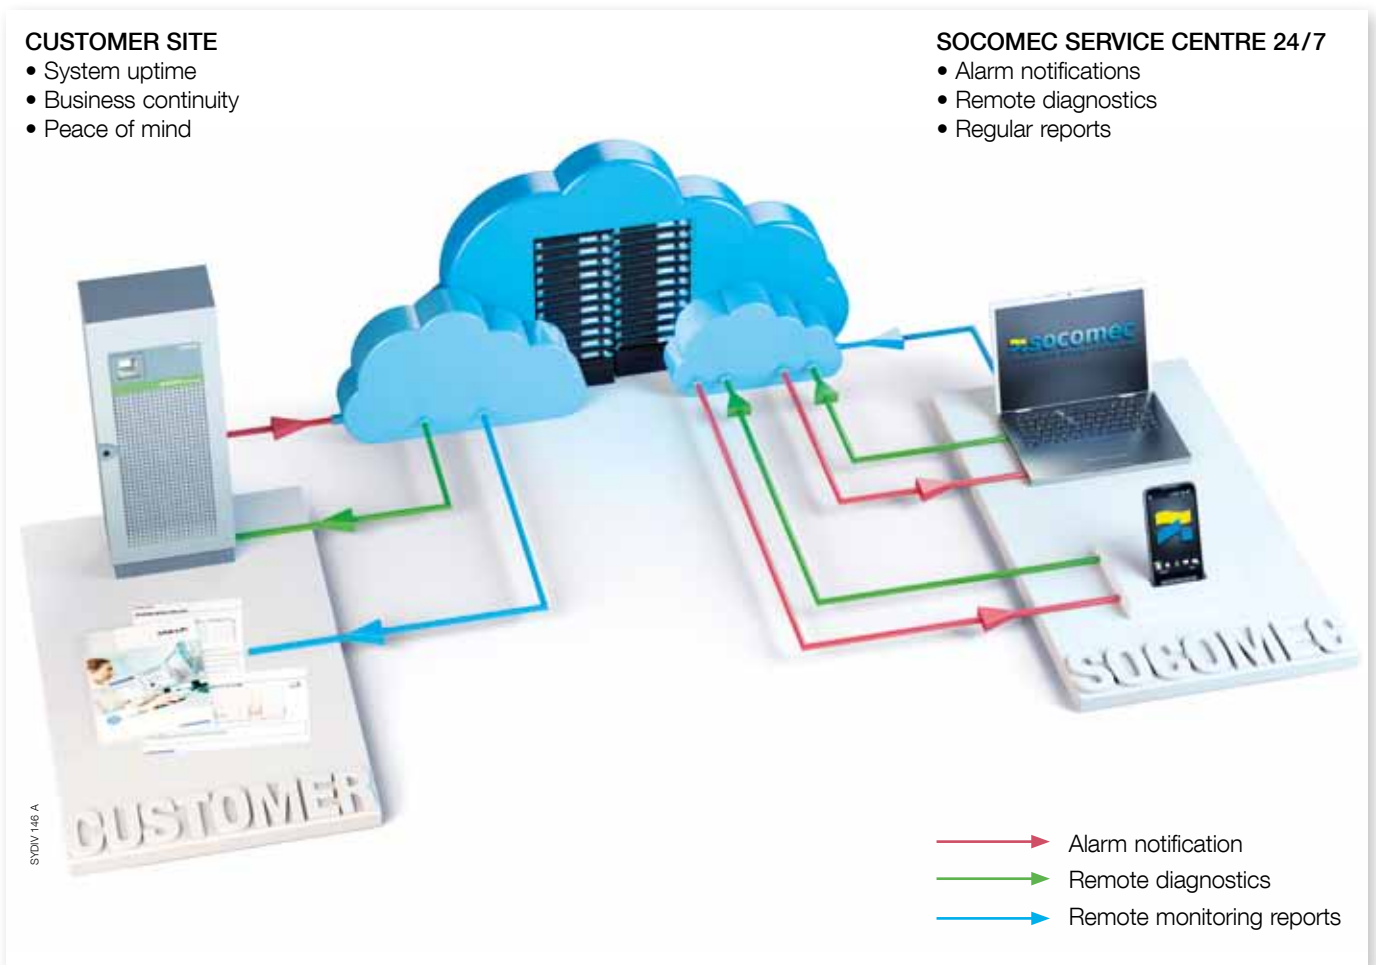 CUSTOMER SITE
• System uptime
• Business continuity
• Peace of mind
SOCOMEC SERVICE CENTRE 24/7
• Alarm notifications
• Remote diagnostics
• Regular reports
socomec
SOCOMEC
CUSTOMER
SYDIV 146 A
Alarm notification
Remote diagnostics
Remote monitoring reports